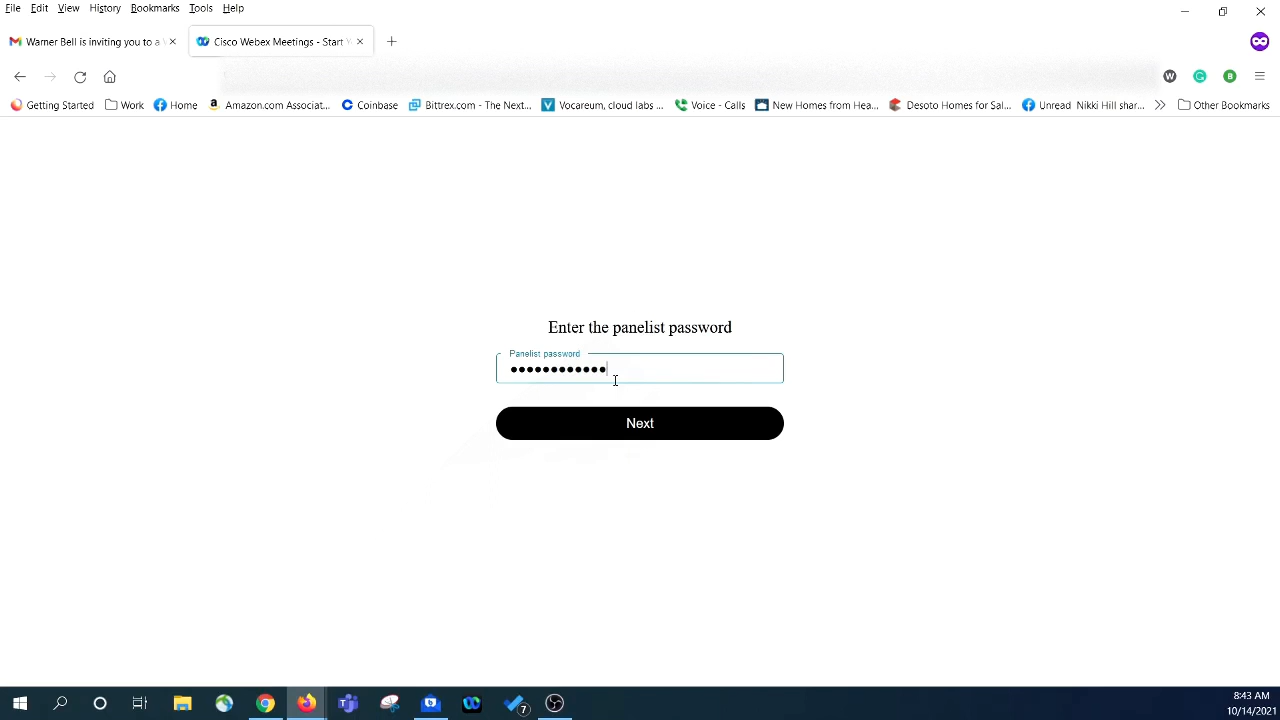 File Edit View History Bookmarks Tools Help
Warner Bell is inviting you to a
Cisco Webex Meetings - Start Y
W
B
Getting Started Work Home Amazon.com Associat... Coinbase Bittrex.com - The Next... Vocareum, cloud labs ... Voice - Calls New Homes from Hea... Desoto Homes for Sal... Unread Nikki Hill shar... Other Bookmarks
Enter the panelist password
Panelist password
Next
7
8:43 AM
10/14/2021